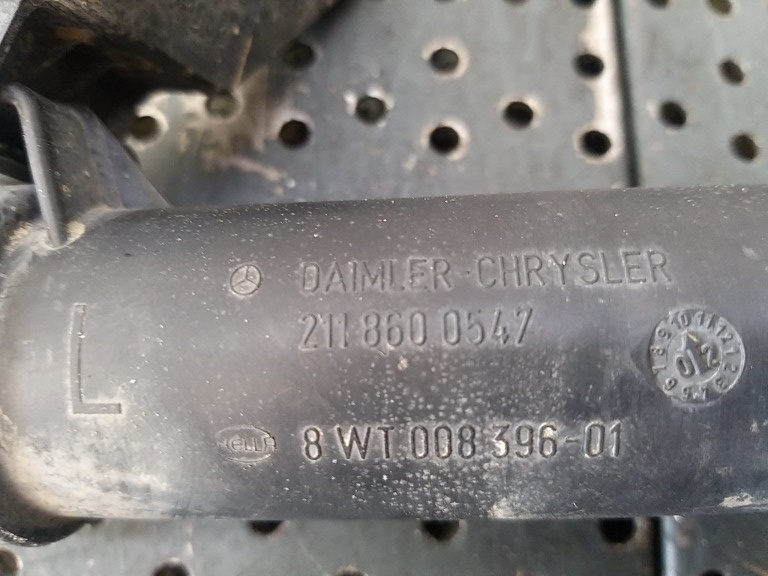 DAIMLER-CHRYSLER
211 860 0547
L
HELLA
8 WT 008 396-01